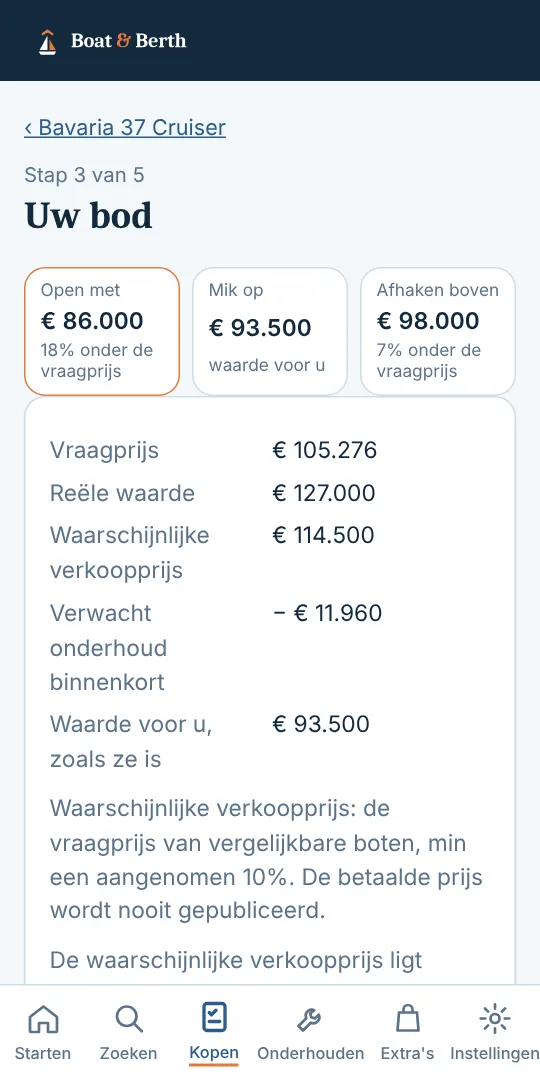 Boat & Berth
‹ Bavaria 37 Cruiser
Stap 3 van 5
Uw bod
Open met
€ 86.000
18% onder de
vraagprijs
Mik op
€ 93.500
waarde voor u
Afhaken boven
€ 98.000
7% onder de
vraagprijs
Vraagprijs € 105.276
Reële waarde € 127.000
Waarschijnlijke € 114.500
verkoopprijs
Verwacht − € 11.960
onderhoud
binnenkort
Waarde voor u, € 93.500
zoals ze is
Waarschijnlijke verkoopprijs: de
vraagprijs van vergelijkbare boten, min
een aangenomen 10%. De betaalde prijs
wordt nooit gepubliceerd.
De waarschijnlijke verkoopprijs ligt
Starten Zoeken Kopen Onderhouden Extra's Instellingen